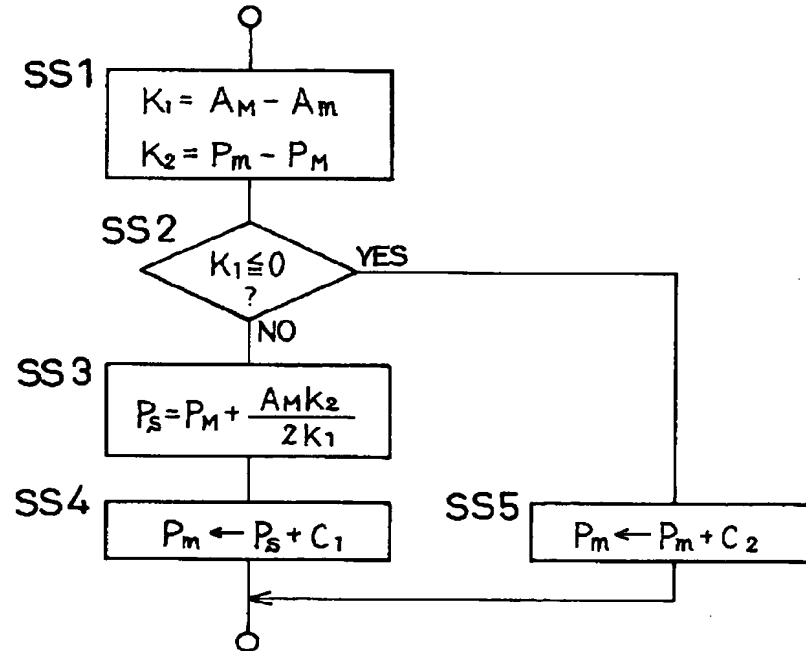 SS1
K₁ = A_M − A_m
K₂ = P_m − P_M
SS2
K₁ ≦ 0
?
YES
NO
SS3
P_s = P_M + A_M K₂ / 2K₁
SS4
P_m ← P_s + C₁
SS5
P_m ← P_m + C₂